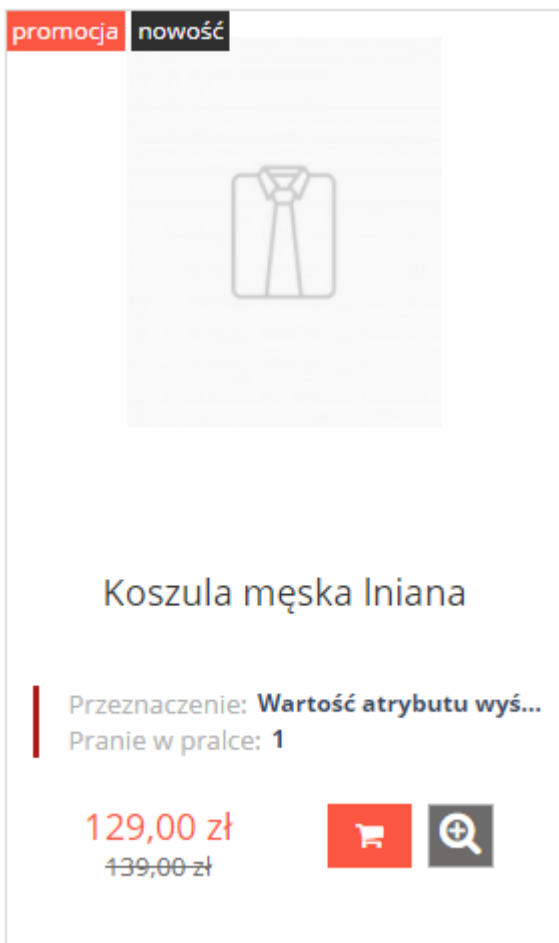 promocja nowość
Koszula męska lniana
Przeznaczenie: Wartość atrybutu wyś...
Pranie w pralce: 1
129,00 zł
139,00 zł